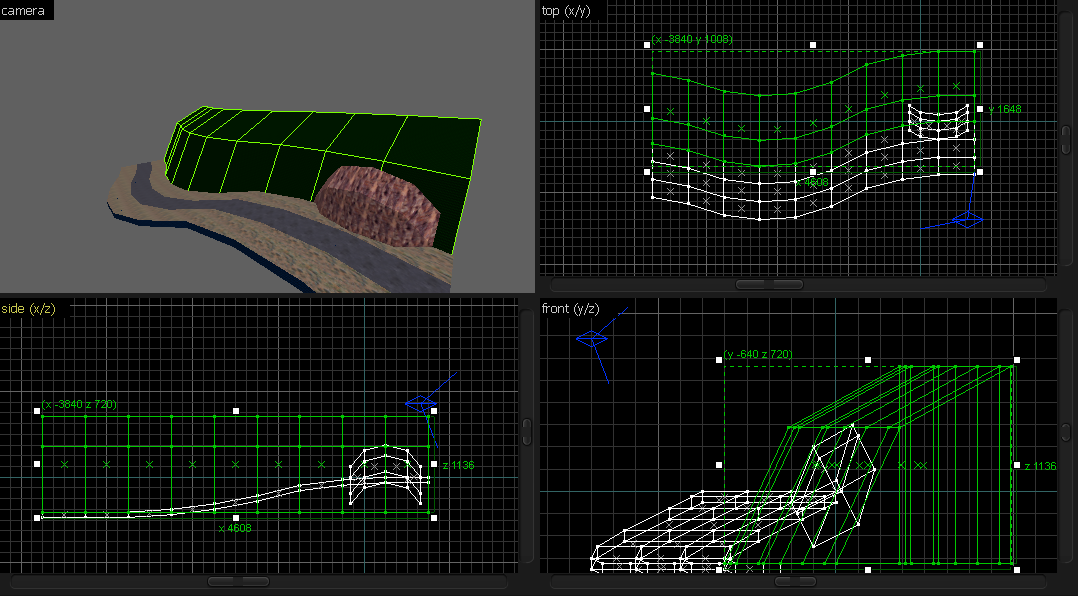 camera
top (x/y)
(x -3840 y 1008)
y 1648
x 4608
side (x/z)
(x -3840 z 720)
z 1136
x 4608
front (y/z)
(y -640 z 720)
z 1136